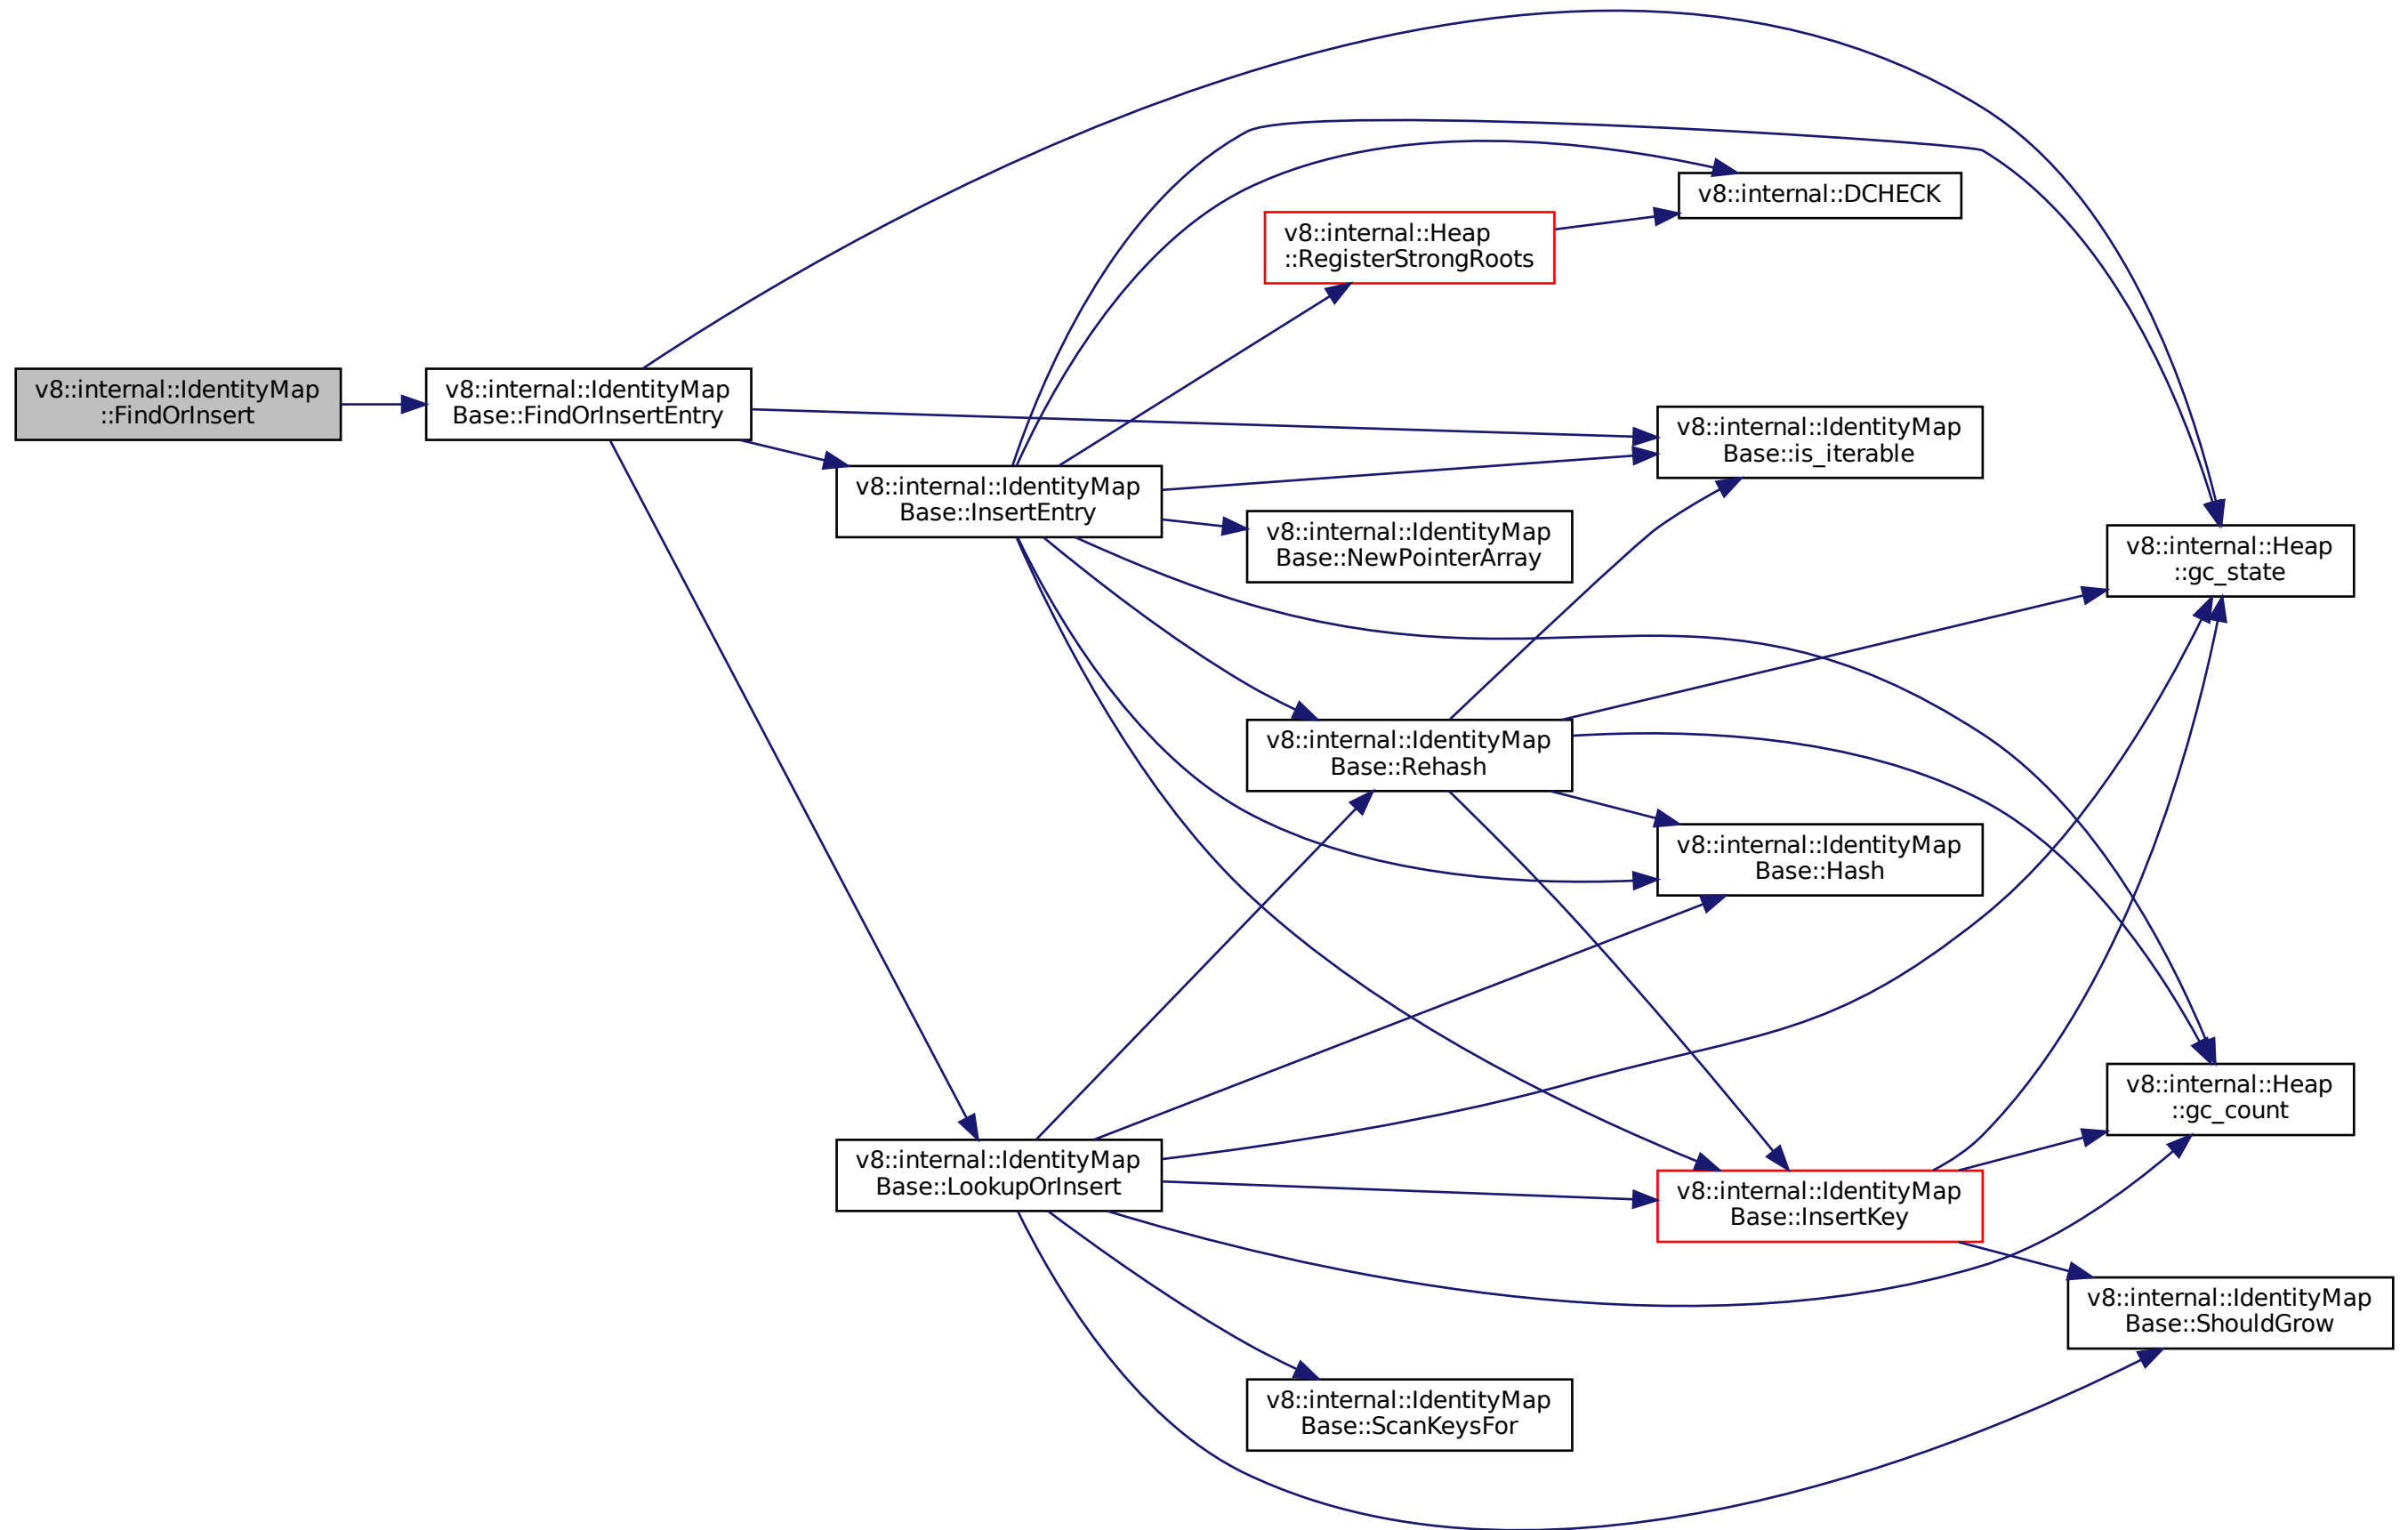 v8::internal::IdentityMap
::FindOrInsert
v8::internal::IdentityMap
Base::FindOrInsertEntry
v8::internal::IdentityMap
Base::InsertEntry
v8::internal::IdentityMap
Base::LookupOrInsert
v8::internal::Heap
::RegisterStrongRoots
v8::internal::IdentityMap
Base::NewPointerArray
v8::internal::IdentityMap
Base::Rehash
v8::internal::IdentityMap
Base::ScanKeysFor
v8::internal::DCHECK
v8::internal::IdentityMap
Base::is_iterable
v8::internal::IdentityMap
Base::Hash
v8::internal::IdentityMap
Base::InsertKey
v8::internal::Heap
::gc_state
v8::internal::Heap
::gc_count
v8::internal::IdentityMap
Base::ShouldGrow